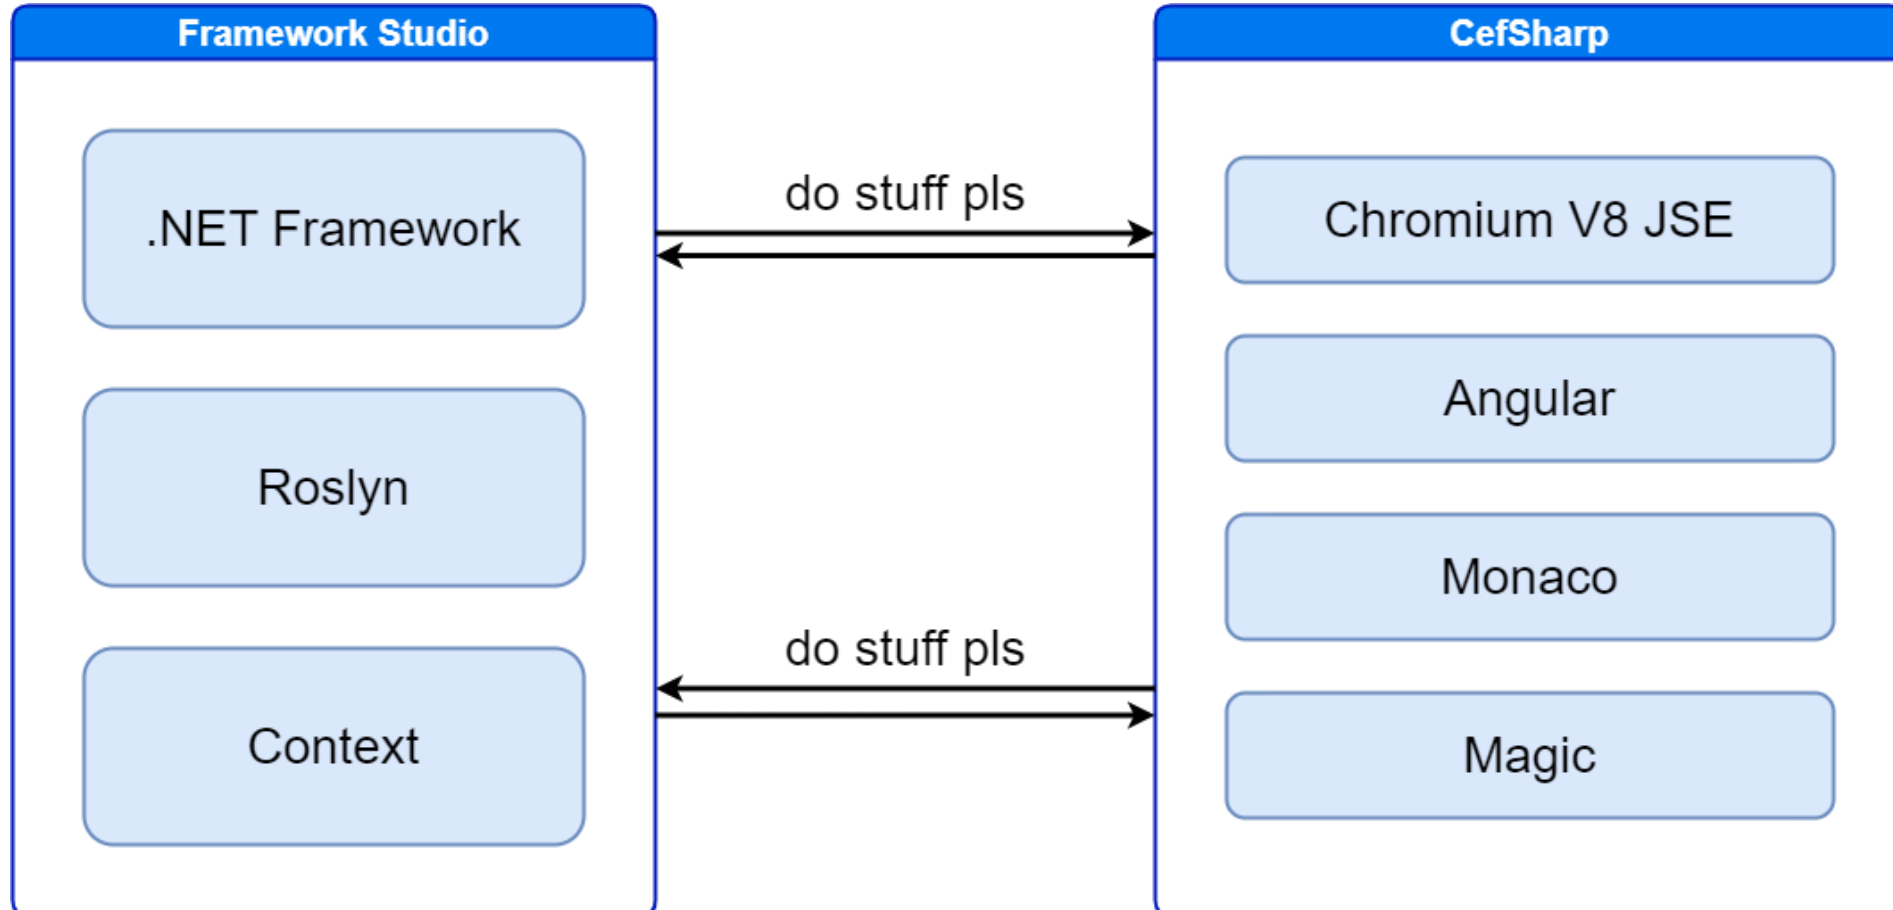 Framework Studio
.NET Framework
Roslyn
Context
do stuff pls
do stuff pls
CefSharp
Chromium V8 JSE
Angular
Monaco
Magic